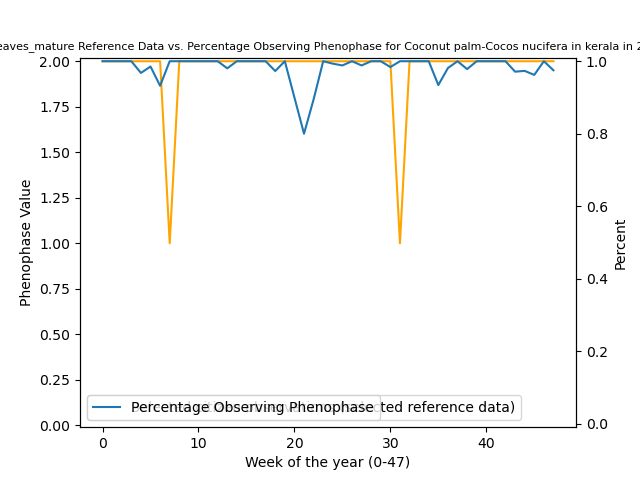 eaves_mature Reference Data vs. Percentage Observing Phenophase for Coconut palm-Cocos nucifera in kerala in 2
2.00
1.75
1.50
1.25
1.00
0.75
0.50
0.25
0.00
Phenophase Value
1.0
0.8
0.6
0.4
0.2
0.0
Percent
Percentage Observing Phenophase ted reference data)
0 10 20 30 40
Week of the year (0-47)